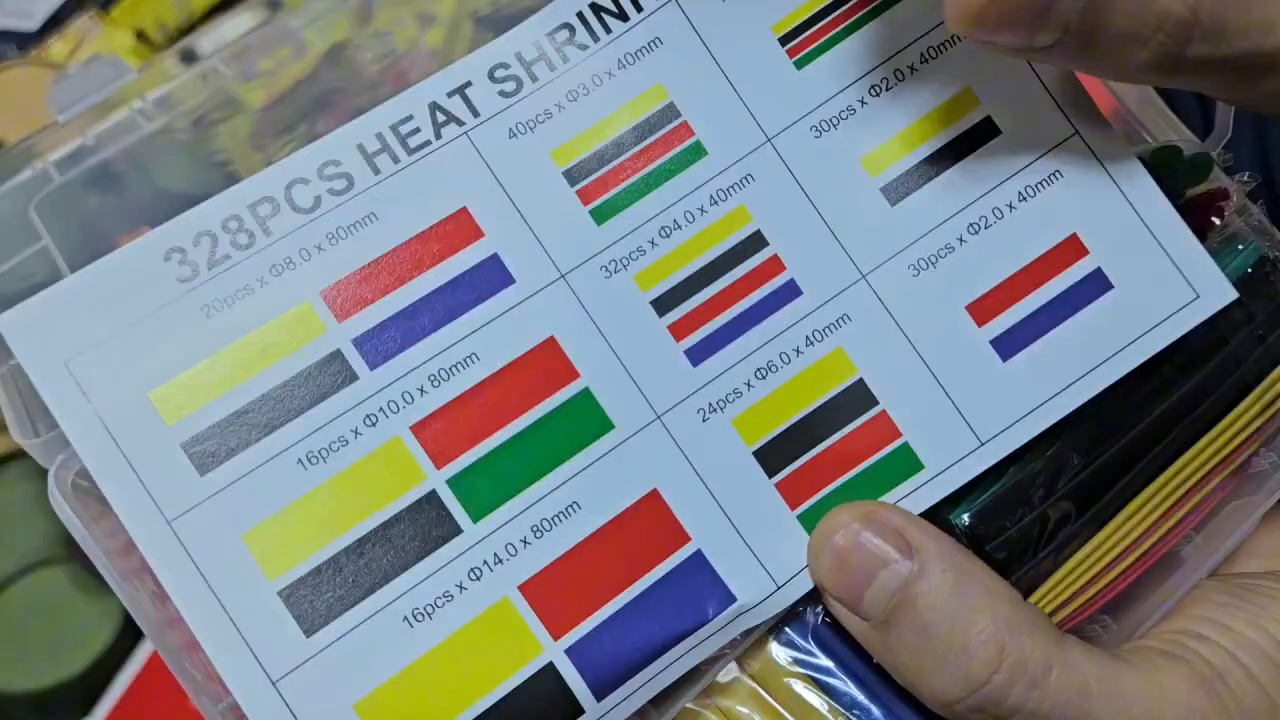 328PCS HEAT SHRINK
20pcs x Φ8.0 x 80mm
16pcs x Φ10.0 x 80mm
16pcs x Φ14.0 x 80mm
40pcs x Φ3.0 x 40mm
32pcs x Φ4.0 x 40mm
24pcs x Φ6.0 x 40mm
30pcs x Φ2.0 x 40mm
30pcs x Φ2.0 x 40mm